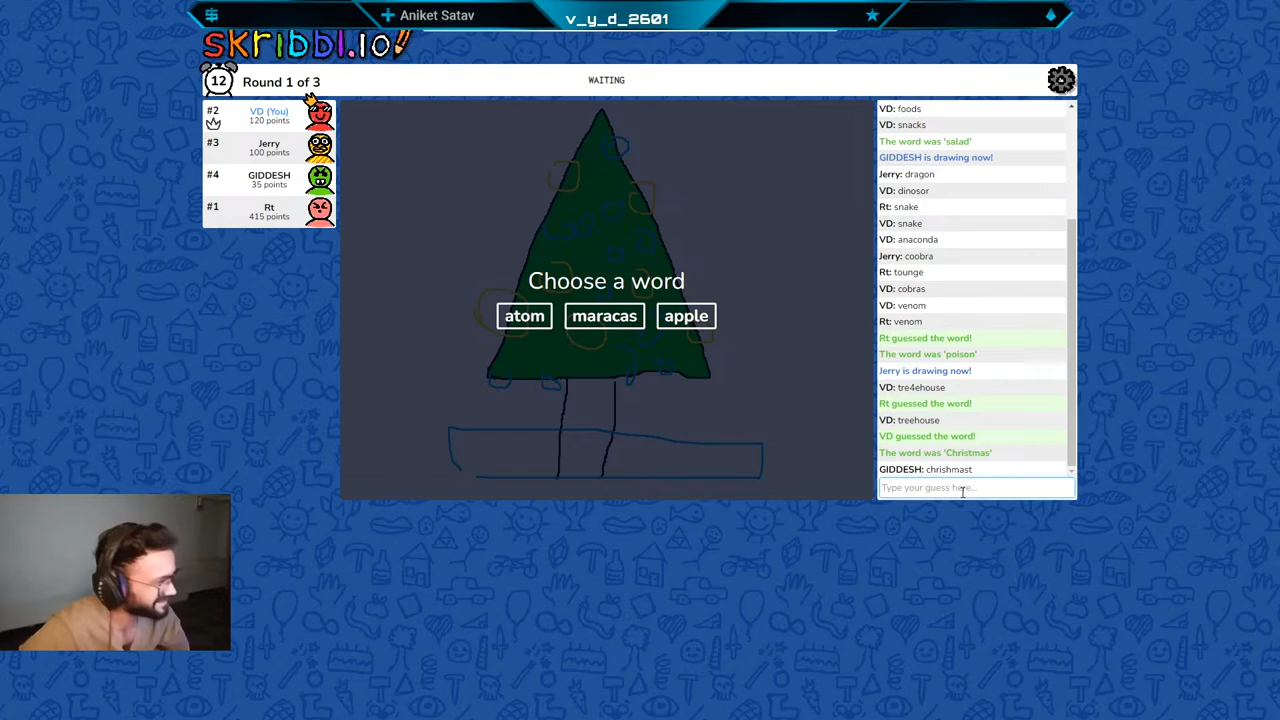 Aniket Satav
v_y_d_2601
skribbl.io
12
Round 1 of 3
WAITING
#2
VD (You)
120 points
#3
Jerry
100 points
#4
GIDDESH
35 points
#1
Rt
415 points
Choose a word
atom
maracas
apple
VD: foods
VD: snacks
The word was 'salad'
GIDDESH is drawing now!
Jerry: dragon
VD: dinosor
Rt: snake
VD: snake
VD: anaconda
Jerry: coobra
Rt: tounge
VD: cobras
VD: venom
Rt: venom
Rt guessed the word!
The word was 'poison'
Jerry is drawing now!
VD: tre4ehouse
Rt guessed the word!
VD: treehouse
VD guessed the word!
The word was 'Christmas'
GIDDESH: chrishmast
Type your guess here...